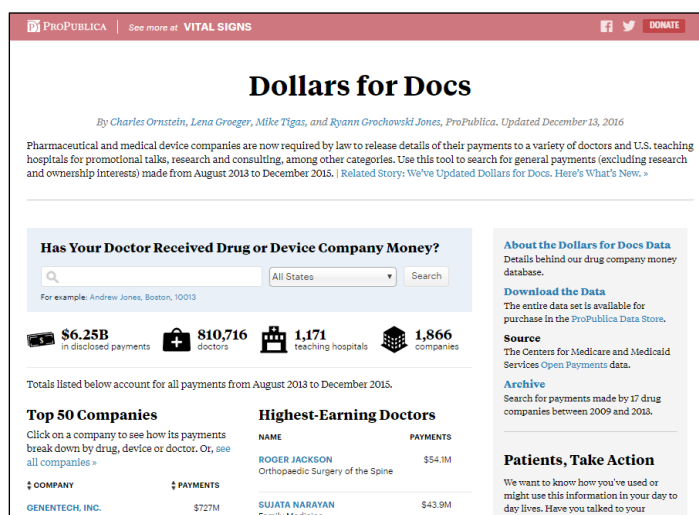 PROPUBLICA See more at VITAL SIGNS DONATE
Dollars for Docs
By Charles Ornstein, Lena Groeger, Mike Tigas, and Ryann Grochowski Jones, ProPublica. Updated December 13, 2016
Pharmaceutical and medical device companies are now required by law to release details of their payments to a variety of doctors and U.S. teaching
hospitals for promotional talks, research and consulting, among other categories. Use this tool to search for general payments (excluding research
and ownership interests) made from August 2013 to December 2015. | Related Story: We've Updated Dollars for Docs. Here's What's New. »
Has Your Doctor Received Drug or Device Company Money?
All States Search
For example: Andrew Jones, Boston, 10013
$6.25B
in disclosed payments
810,716
doctors
1,171
teaching hospitals
1,866
companies
Totals listed below account for all payments from August 2013 to December 2015.
Top 50 Companies
Click on a company to see how its payments
break down by drug, device or doctor. Or, see
all companies »
COMPANY PAYMENTS
GENENTECH, INC. $727M
Highest-Earning Doctors
NAME PAYMENTS
ROGER JACKSON $54.1M
Orthopaedic Surgery of the Spine
SUJATA NARAYAN $43.9M
Family Medicine
About the Dollars for Docs Data
Details behind our drug company money
database.
Download the Data
The entire data set is available for
purchase in the ProPublica Data Store.
Source
The Centers for Medicare and Medicaid
Services Open Payments data.
Archive
Search for payments made by 17 drug
companies between 2009 and 2013.
Patients, Take Action
We want to know how you've used or
might use this information in your day to
day lives. Have you talked to your